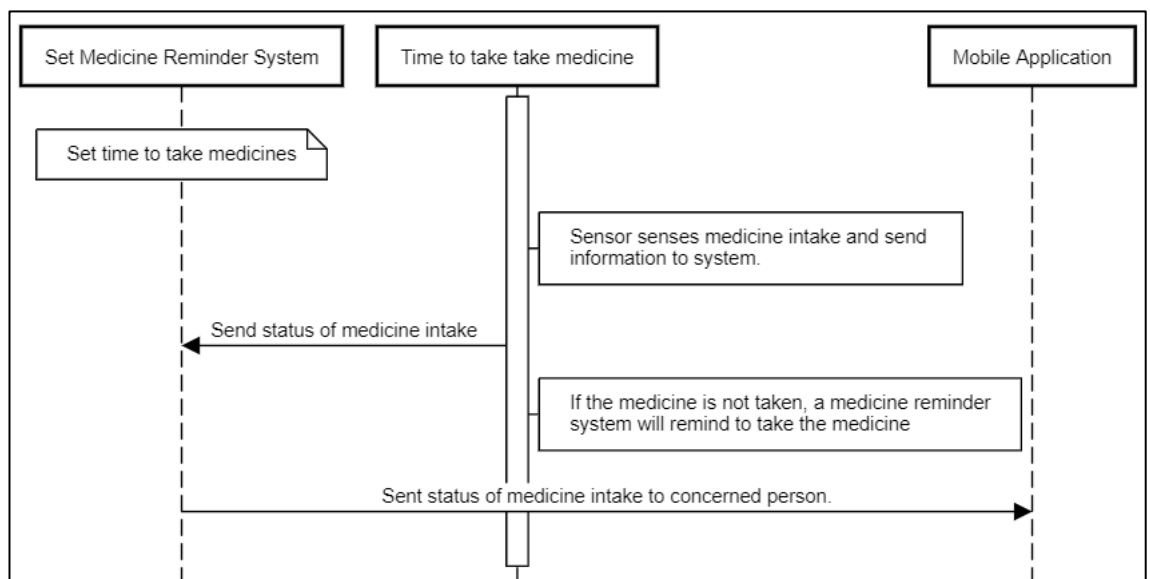 Set Medicine Reminder System
Time to take take medicine
Mobile Application
Set time to take medicines
Sensor senses medicine intake and send
information to system.
Send status of medicine intake
If the medicine is not taken, a medicine reminder
system will remind to take the medicine
Sent status of medicine intake to concerned person.